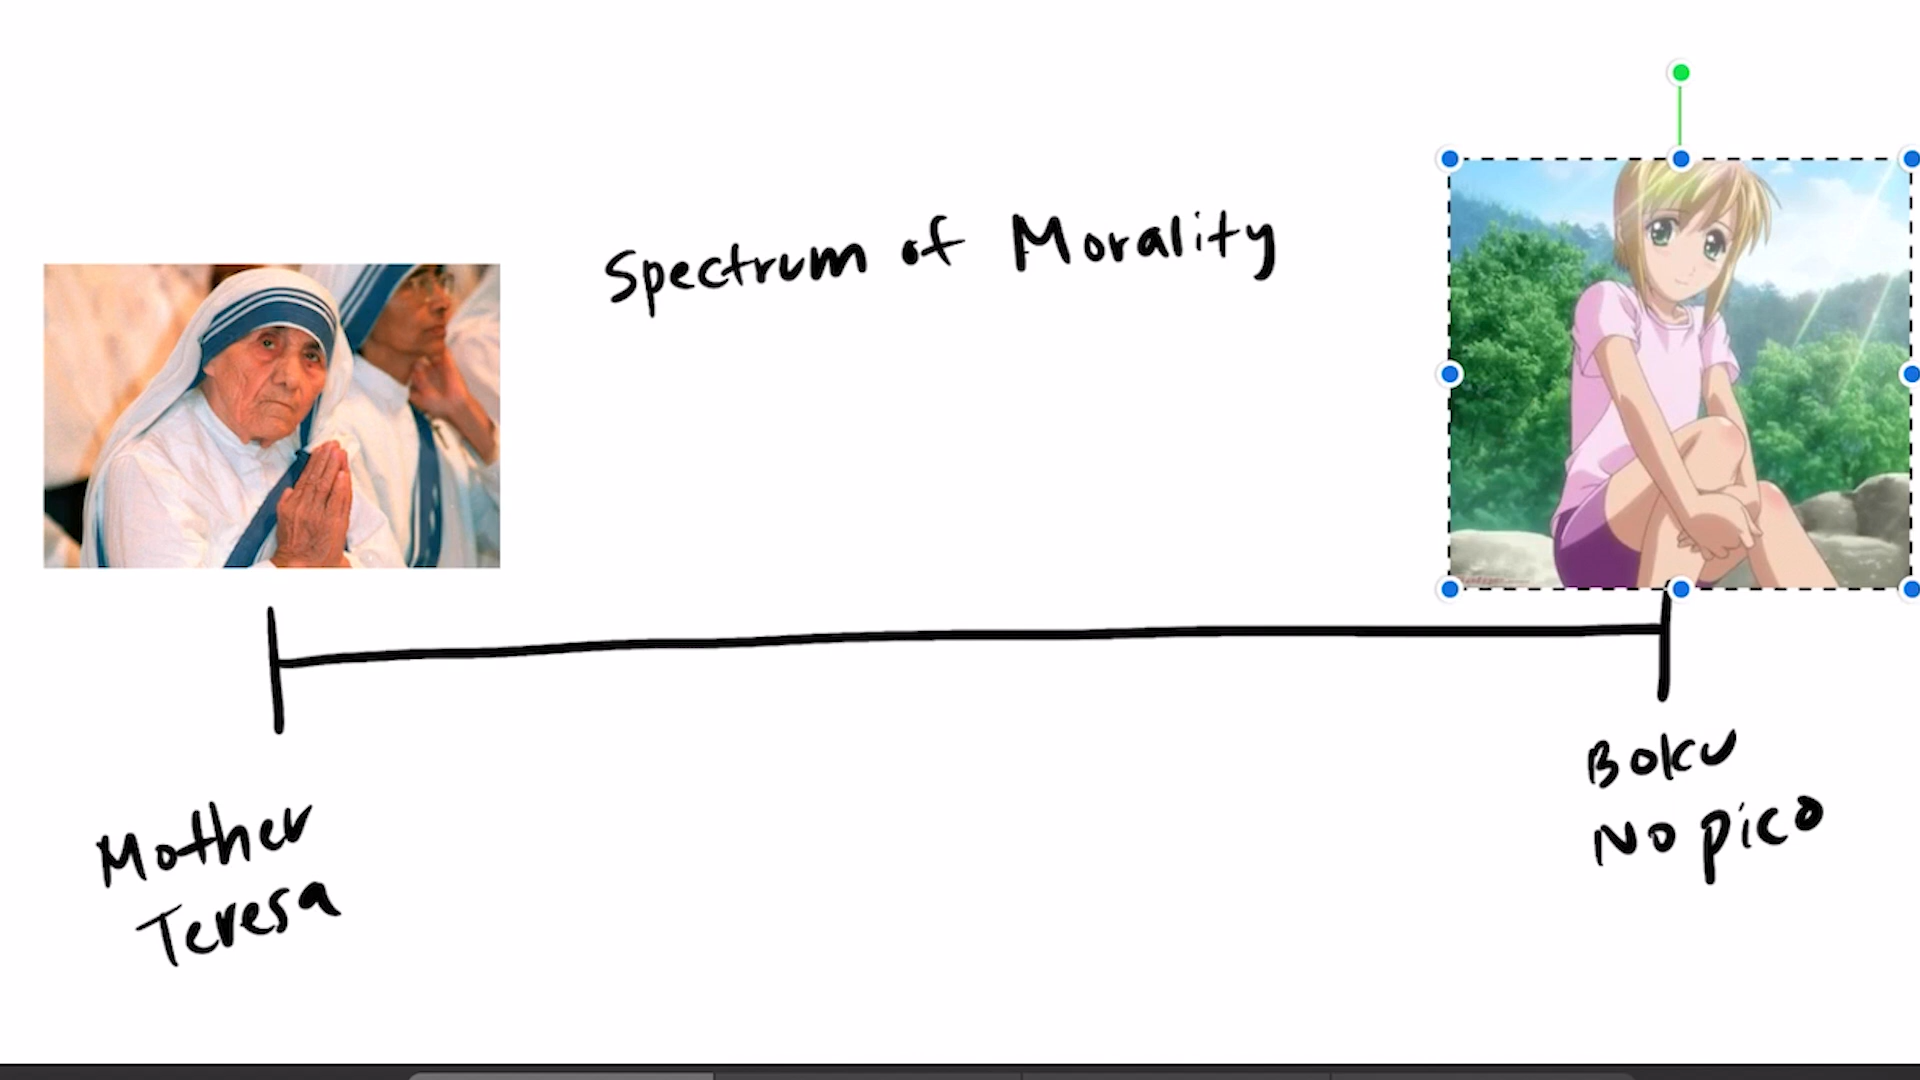 Spectrum of Morality
Mother
Teresa
Boku
No pico